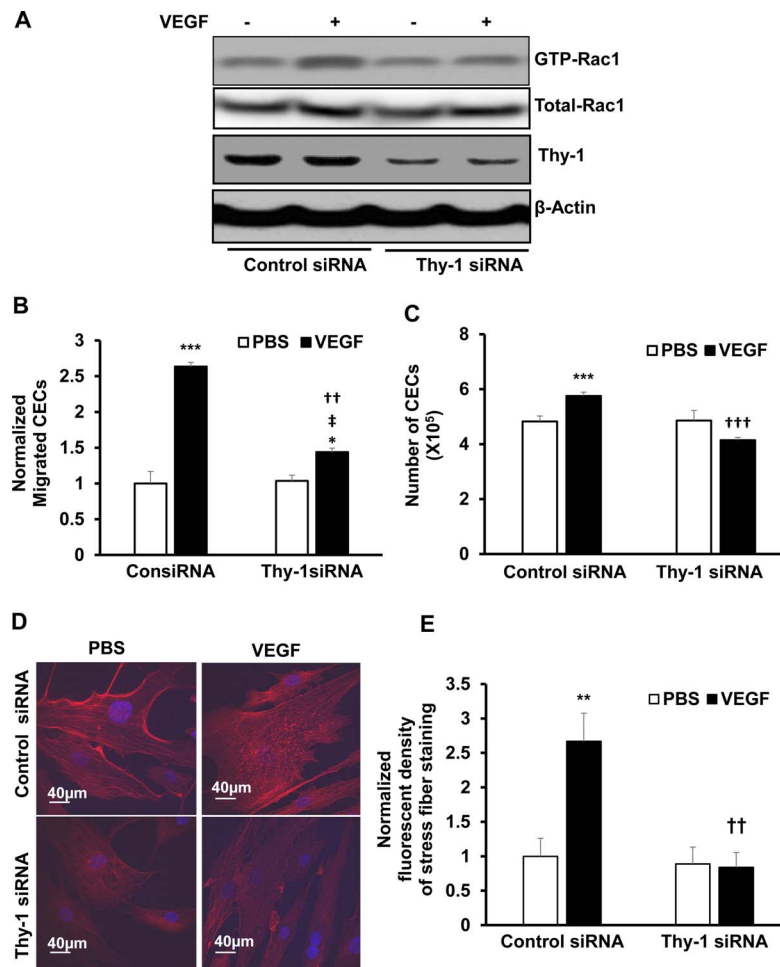 A
VEGF - + - +
GTP-Rac1
Total-Rac1
Thy-1
β-Actin
Control siRNA Thy-1 siRNA
B
Normalized
Migrated CECs
3
2.5
2
1.5
1
0.5
0
PBS VEGF
***
††
‡
*
ConsiRNA Thy-1siRNA
C
Number of CECs
(X10⁵)
8
6
4
2
0
PBS VEGF
***
†††
Control siRNA Thy-1 siRNA
D
PBS VEGF
Control siRNA
40µm 40µm
Thy-1 siRNA
40µm 40µm
E
Normalized
fluorescent density
of stress fiber staining
3.5
3
2.5
2
1.5
1
0.5
0
PBS VEGF
**
††
Control siRNA Thy-1 siRNA